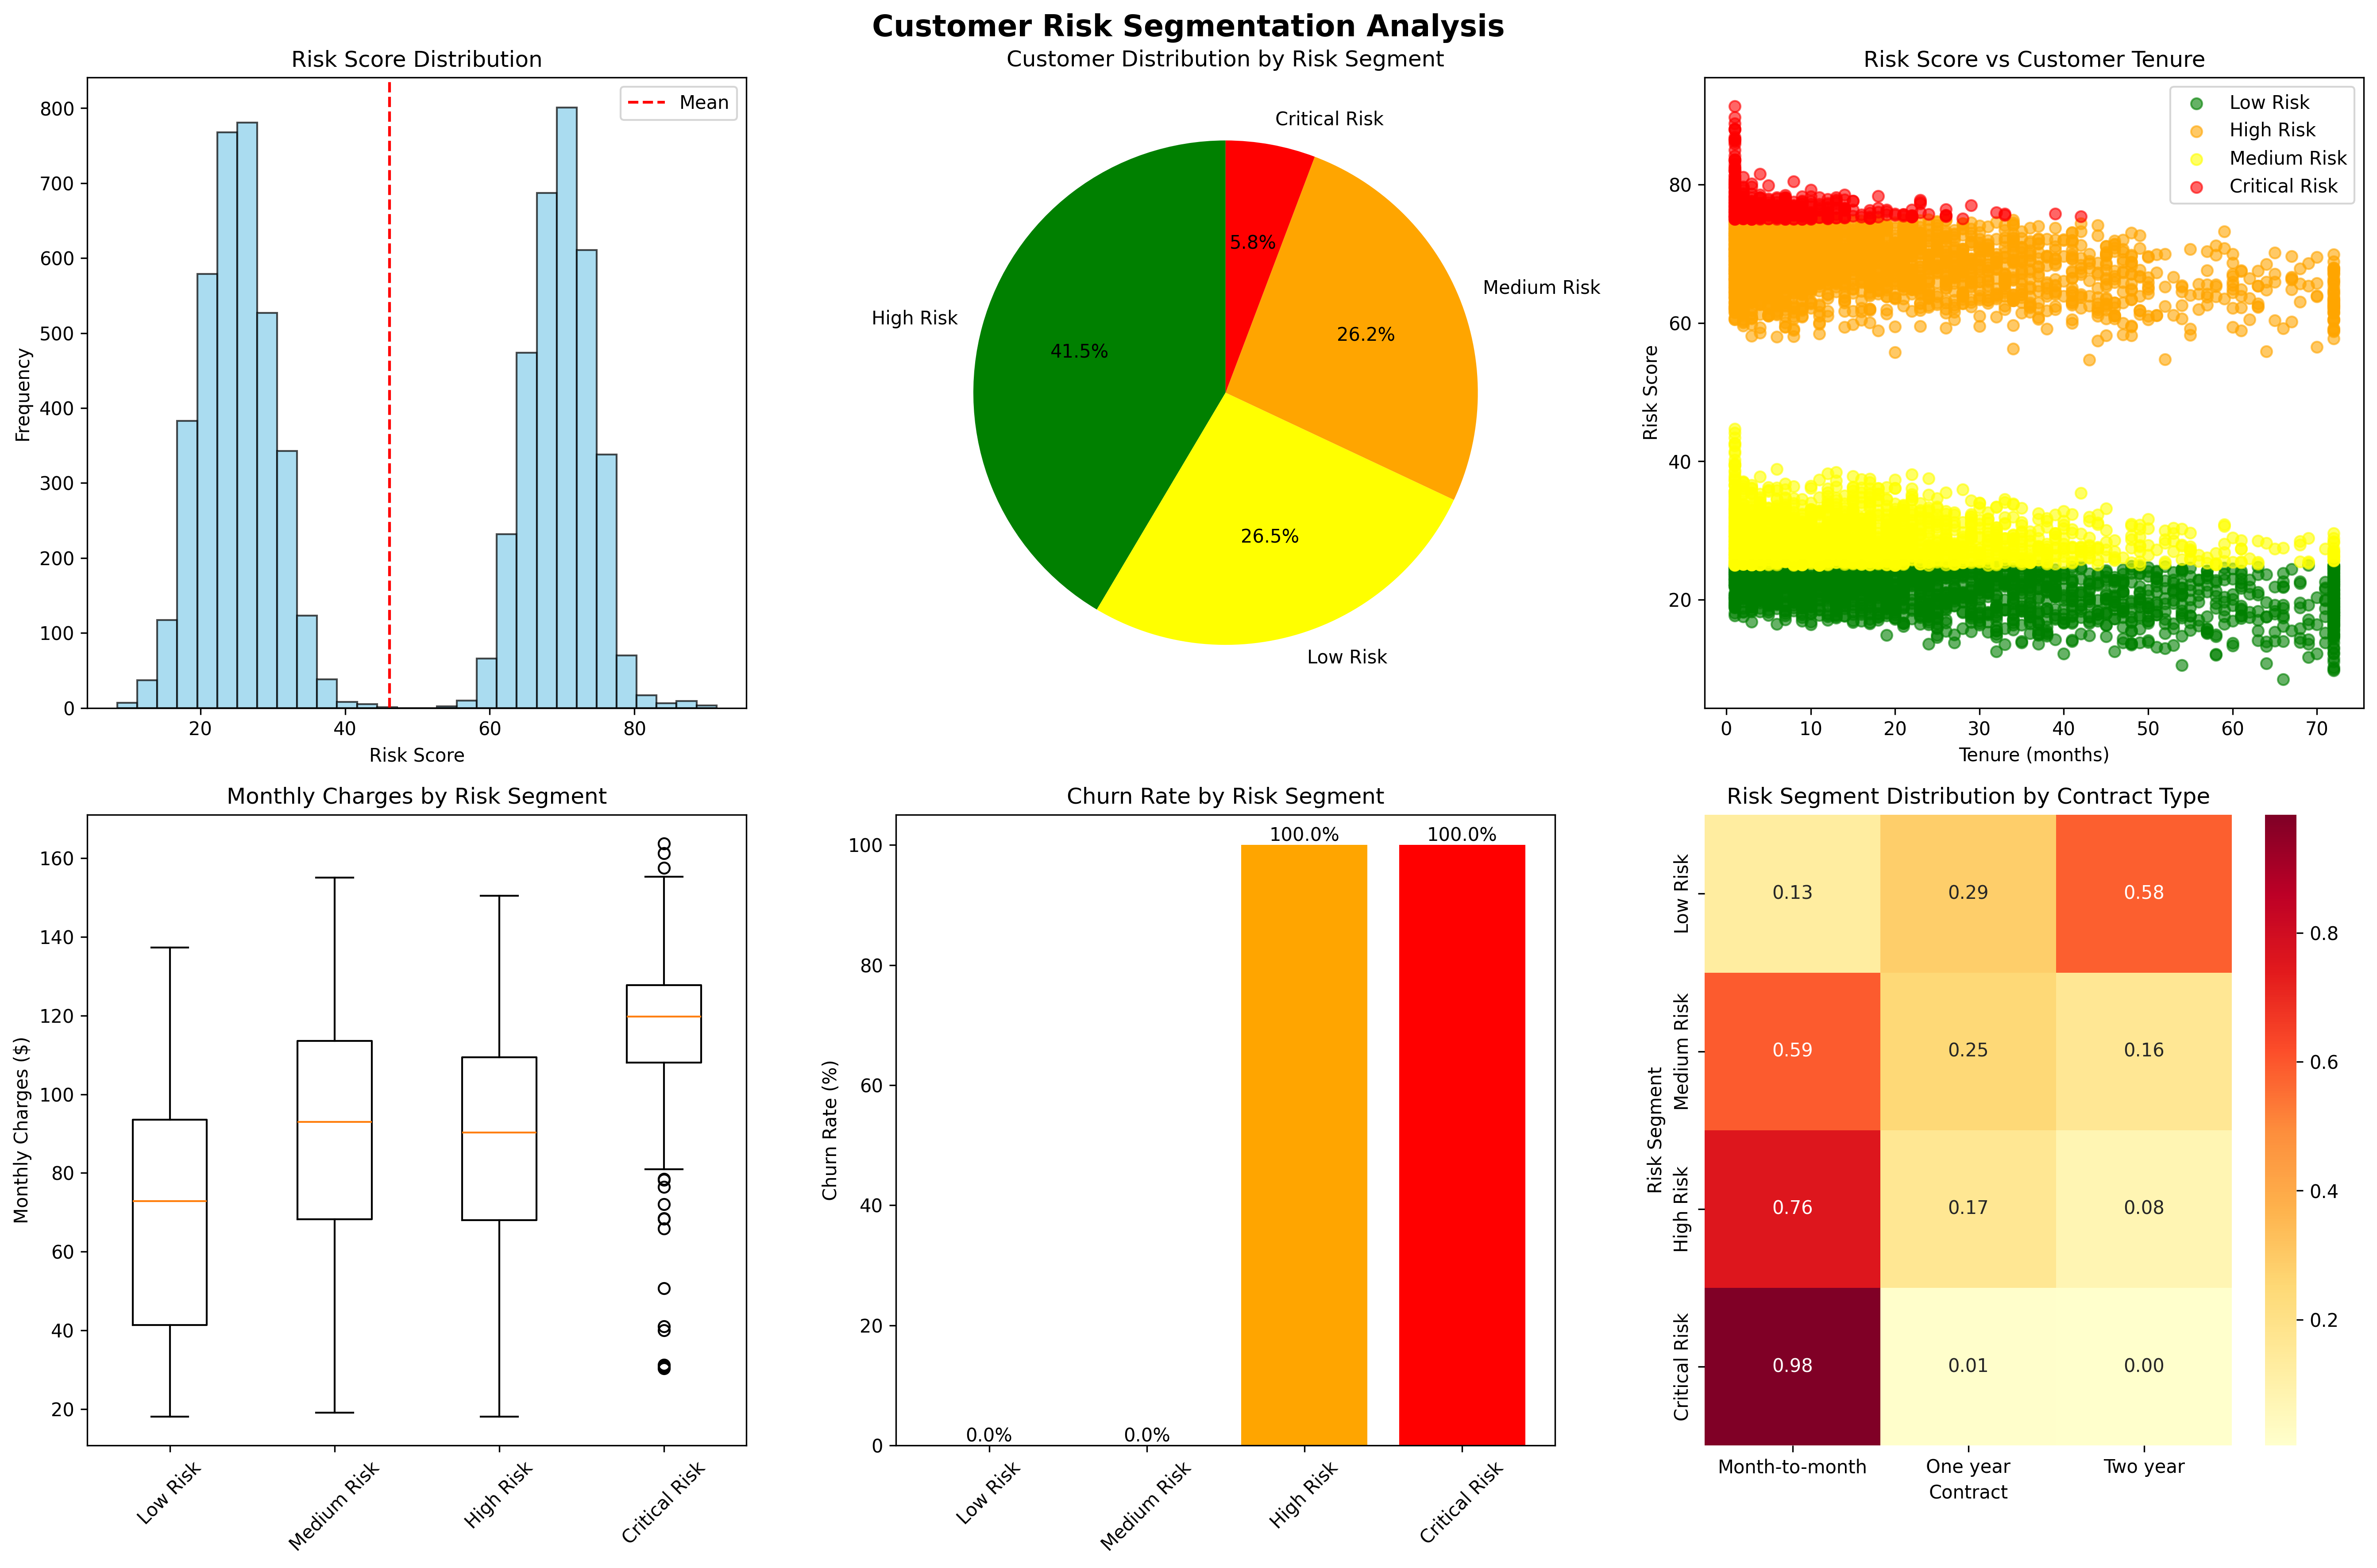 Customer Risk Segmentation Analysis
Risk Score Distribution
Mean
800
700
600
500
400
300
200
100
0
Frequency
20
40
60
80
Risk Score
Customer Distribution by Risk Segment
Critical Risk
5.8%
Medium Risk
26.2%
High Risk
41.5%
26.5%
Low Risk
Risk Score vs Customer Tenure
Low Risk
High Risk
Medium Risk
Critical Risk
80
60
40
20
Risk Score
0
10
20
30
40
50
60
70
Tenure (months)
Monthly Charges by Risk Segment
160
140
120
100
80
60
40
20
Monthly Charges ($)
Low Risk
Medium Risk
High Risk
Critical Risk
Churn Rate by Risk Segment
100
80
60
40
20
0
Churn Rate (%)
0.0%
0.0%
100.0%
100.0%
Low Risk
Medium Risk
High Risk
Critical Risk
Risk Segment Distribution by Contract Type
Risk Segment
Low Risk
0.13
0.29
0.58
Medium Risk
0.59
0.25
0.16
High Risk
0.76
0.17
0.08
Critical Risk
0.98
0.01
0.00
Month-to-month
One year
Two year
Contract
0.8
0.6
0.4
0.2